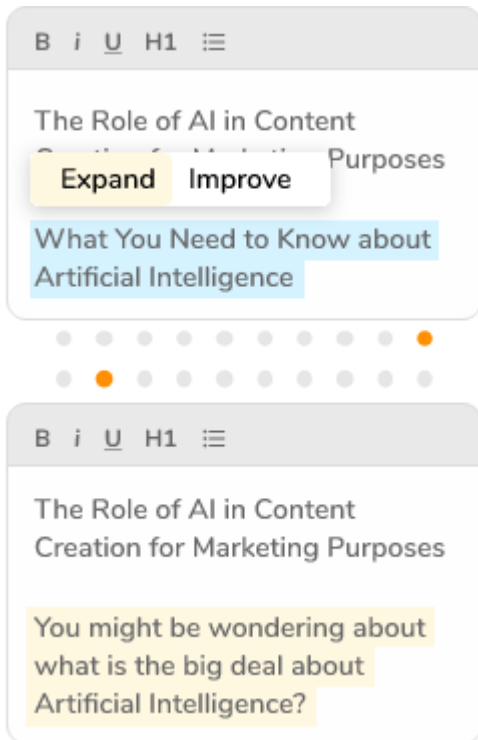 B i U H1
The Role of AI in Content
Purposes
Expand Improve
What You Need to Know about
Artificial Intelligence
B i U H1
The Role of AI in Content
Creation for Marketing Purposes
You might be wondering about
what is the big deal about
Artificial Intelligence?